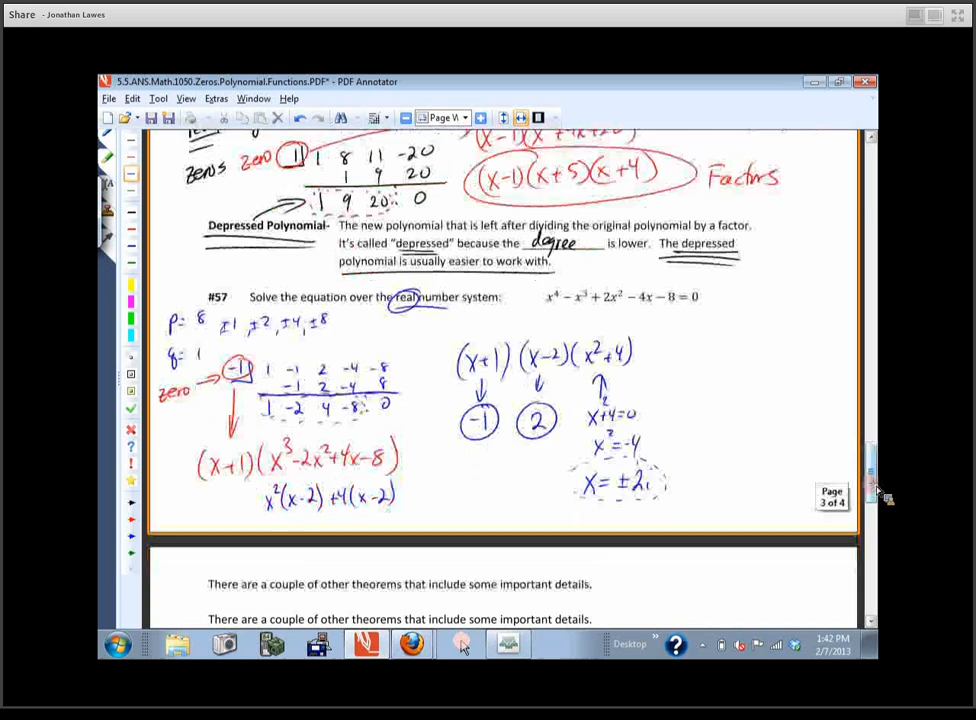 Share - Jonathan Lawes
5.5.ANS.Math.1050.Zeros.Polynomial.Functions.PDF* - PDF Annotator
File Edit Tool View Extras Window Help
Page W
(x-1)(x²+9x+20)
zeros zero 1 1 8 11 -20
1 9 20
1 9 20 0
(x-1)(x+5)(x+4) Factors
Depressed Polynomial- The new polynomial that is left after dividing the original polynomial by a factor.
It's called "depressed" because the degree is lower. The depressed
polynomial is usually easier to work with.
#57 Solve the equation over the real number system: x⁴ − x³ + 2x² − 4x − 8 = 0
p= 8 ±1, ±2, ±4, ±8
q= 1
zero → -1 1 -1 2 -4 -8
-1 2 -4 8
1 -2 4 -8 0
(x+1)(x³-2x²+4x-8)
x²(x-2)+4(x-2)
(x+1)(x-2)(x²+4)
-1 2
x²+4=0
x²=-4
x= ±2i
Page
3 of 4
There are a couple of other theorems that include some important details.
There are a couple of other theorems that include some important details.
Desktop
1:42 PM
2/7/2013